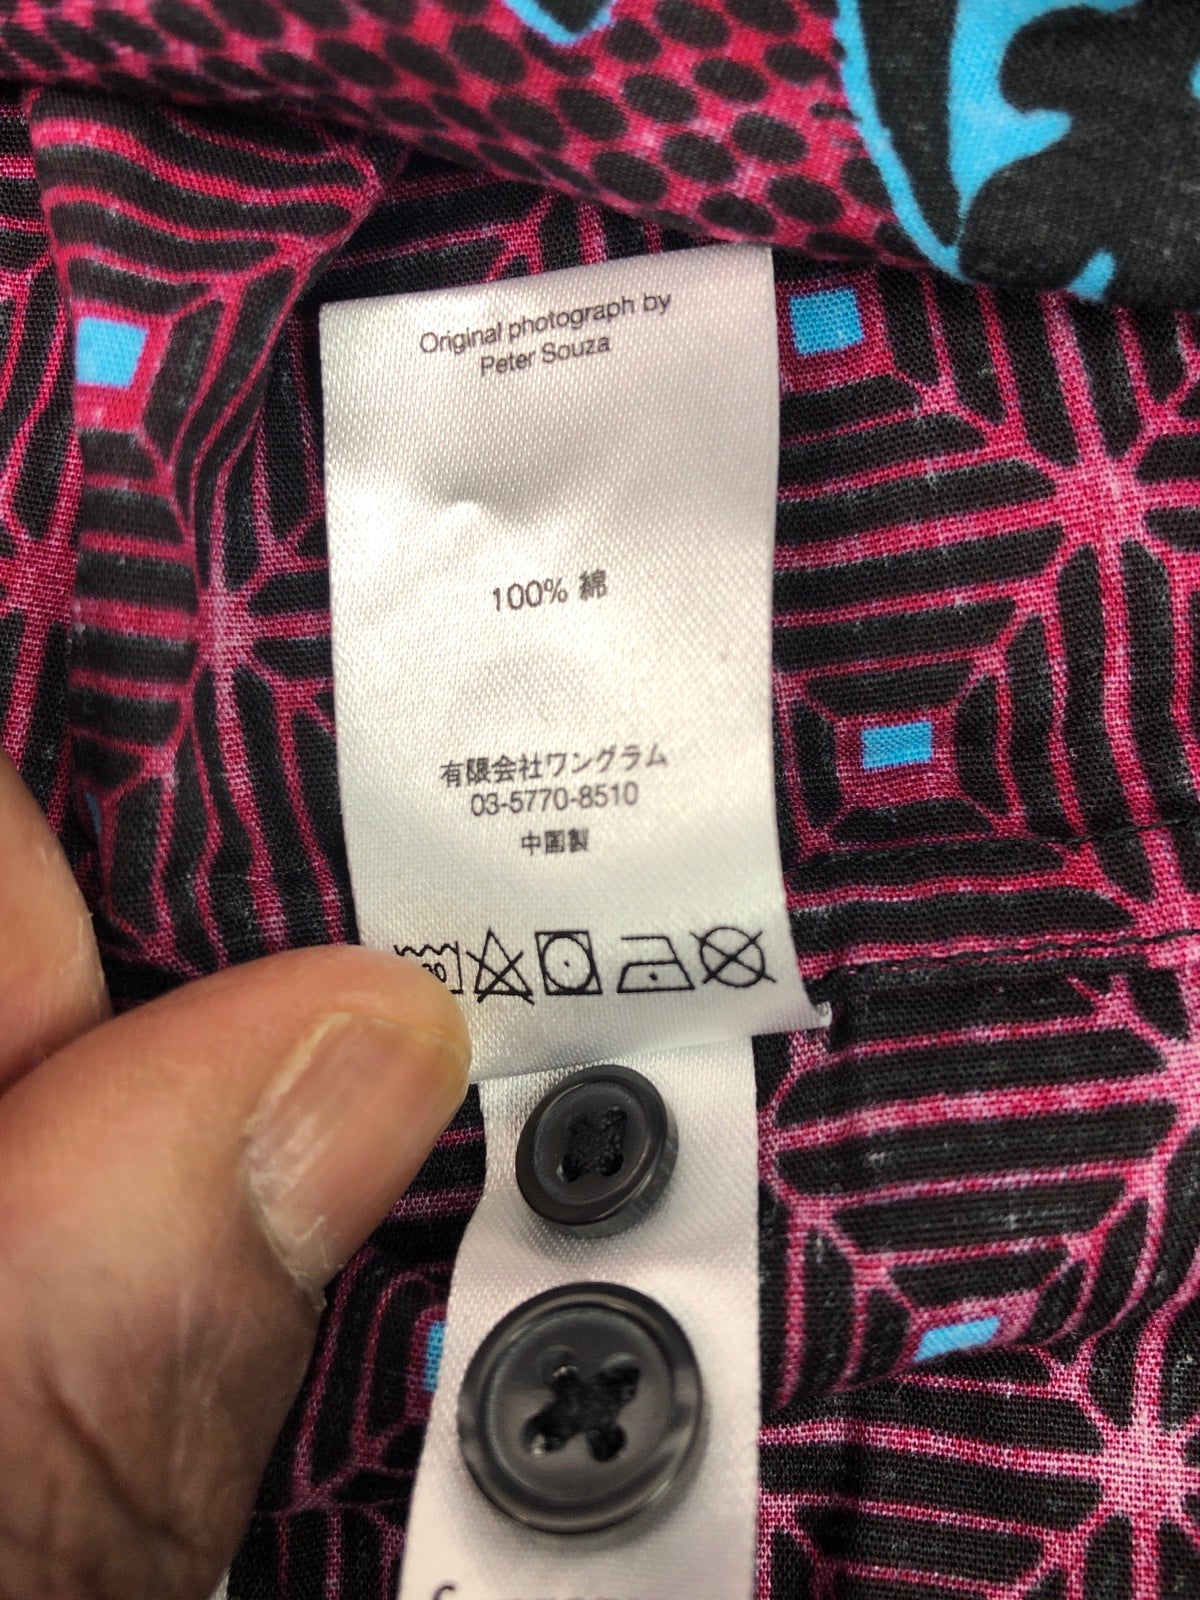 Original photograph by
Peter Souza
100% 綿
有限会社ワングラム
03-5770-8510
中国製